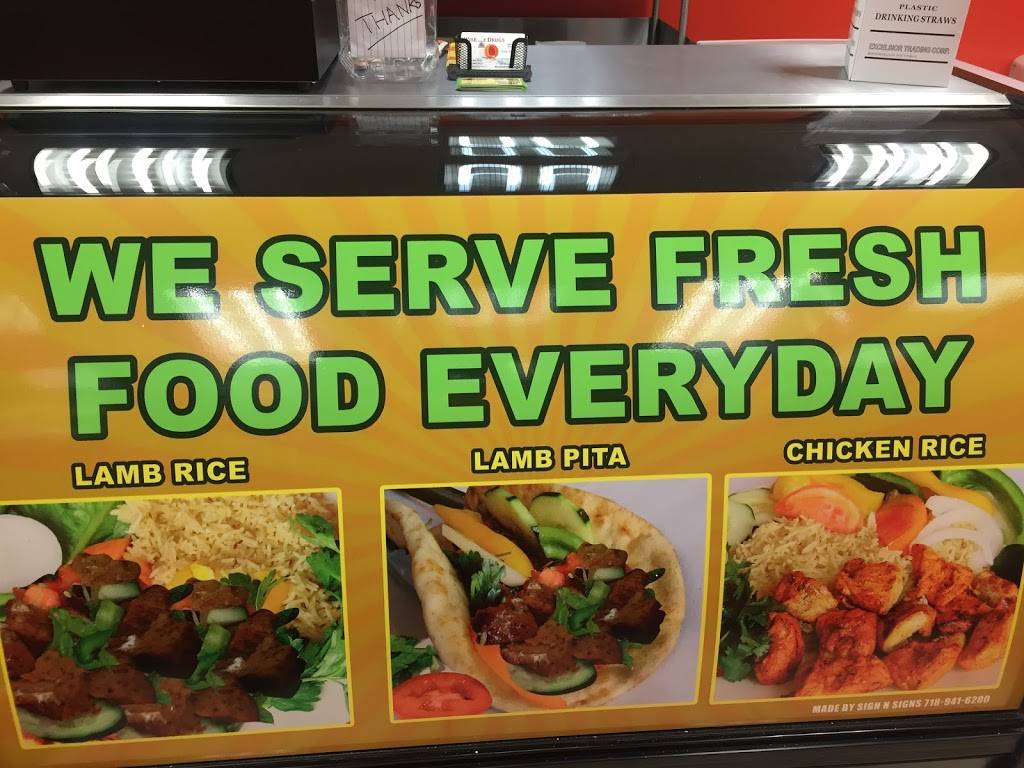 THANKS
PLASTIC
DRINKING STRAWS
EXCELSIOR TRADING CORP.
WE SERVE FRESH
FOOD EVERYDAY
LAMB RICE
LAMB PITA
CHICKEN RICE
MADE BY SIGN N SIGNS 718-941-6200